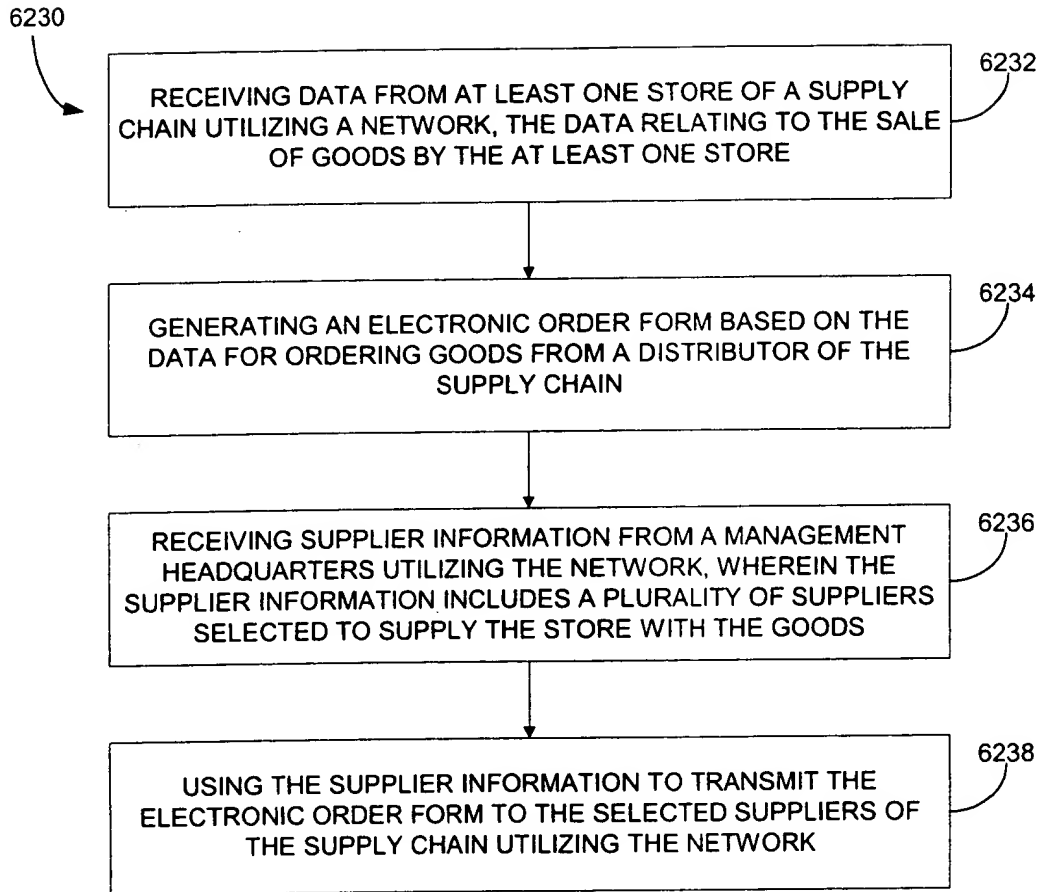 6230
6232
RECEIVING DATA FROM AT LEAST ONE STORE OF A SUPPLY
CHAIN UTILIZING A NETWORK, THE DATA RELATING TO THE SALE
OF GOODS BY THE AT LEAST ONE STORE
6234
GENERATING AN ELECTRONIC ORDER FORM BASED ON THE
DATA FOR ORDERING GOODS FROM A DISTRIBUTOR OF THE
SUPPLY CHAIN
6236
RECEIVING SUPPLIER INFORMATION FROM A MANAGEMENT
HEADQUARTERS UTILIZING THE NETWORK, WHEREIN THE
SUPPLIER INFORMATION INCLUDES A PLURALITY OF SUPPLIERS
SELECTED TO SUPPLY THE STORE WITH THE GOODS
6238
USING THE SUPPLIER INFORMATION TO TRANSMIT THE
ELECTRONIC ORDER FORM TO THE SELECTED SUPPLIERS OF
THE SUPPLY CHAIN UTILIZING THE NETWORK